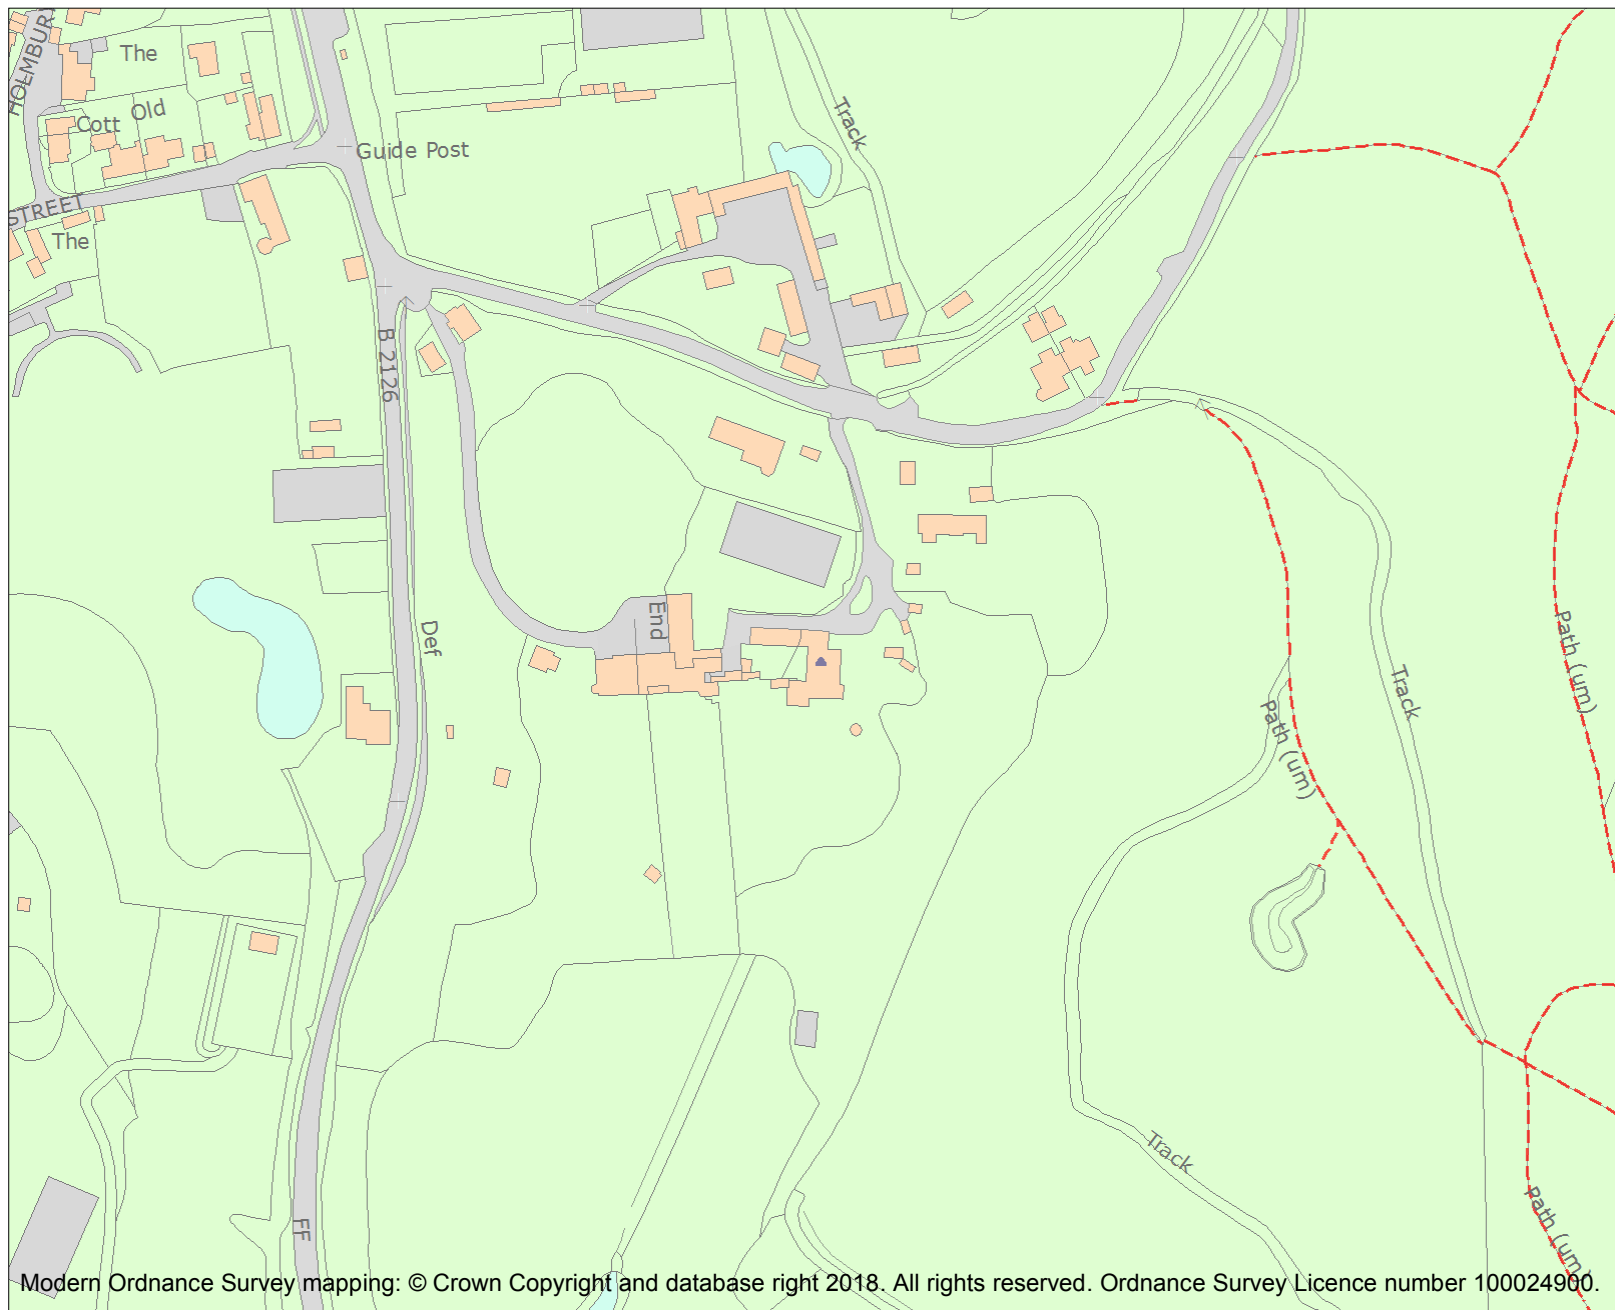 HOLMBURY
The
Old
Cott
Guide Post
Track
STREET
The
B 2126
End
Def
Path (um)
Track
Path (um)
Track
Path (um)
FF
Modern Ordnance Survey mapping: © Crown Copyright and database right 2018. All rights reserved. Ordnance Survey Licence number 100024900.